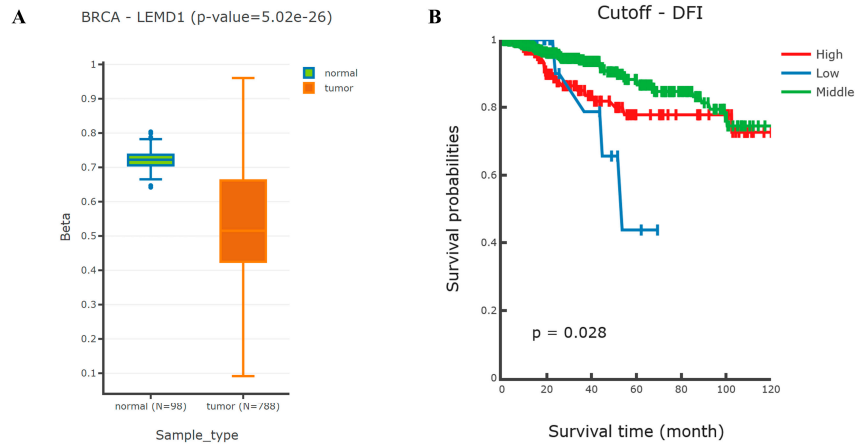 A
BRCA - LEMD1 (p-value=5.02e-26)
normal
tumor
1
0.9
0.8
0.7
0.6
0.5
0.4
0.3
0.2
0.1
Beta
normal (N=98)
tumor (N=788)
Sample_type
B
Cutoff - DFI
High
Low
Middle
1
0.8
0.6
0.4
0.2
0
Survival probabilities
p = 0.028
0
20
40
60
80
100
120
Survival time (month)